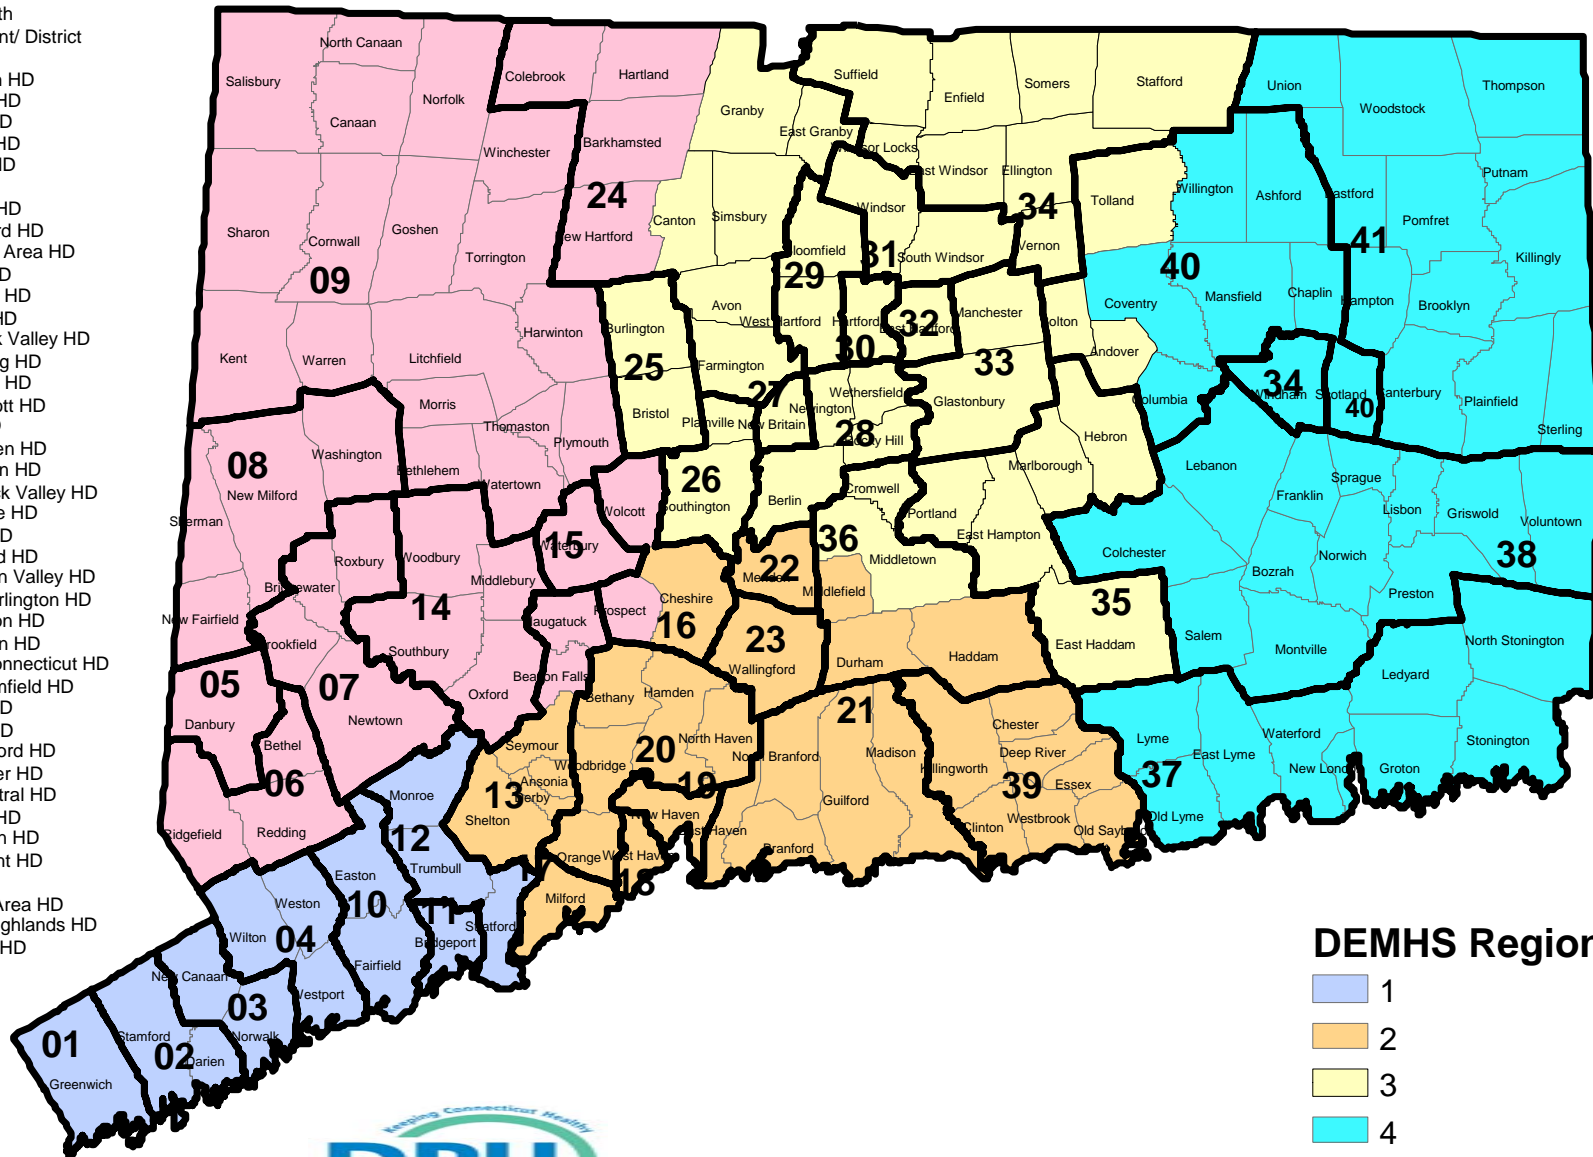 th
nt/ District
n HD
HD
D
HD
HD
HD
rd HD
Area HD
D
HD
HD
k Valley HD
g HD
HD
ott HD
D
en HD
n HD
ck Valley HD
e HD
D
d HD
n Valley HD
rlington HD
on HD
n HD
onnecticut HD
nfield HD
D
D
ord HD
er HD
tral HD
HD
n HD
nt HD
Area HD
ghlands HD
HD
North Canaan
Salisbury
Norfolk
Canaan
Colebrook
Hartland
Winchester
Barkhamsted
24
ew Hartford
Sharon
Cornwall
Goshen
Torrington
09
Kent
Warren
Litchfield
Harwinton
Morris
Thomaston
Plymouth
Bethlehem
Watertown
08
Washington
New Milford
Sherman
Roxbury
Woodbury
Middlebury
Bridgewater
14
New Fairfield
rookfield
Southbury
Oxford
05
07
Danbury
Newtown
Bethel
06
Ridgefield
Redding
15
Waterbury
Wolcott
Naugatuck
Prospect
Beacon Falls
Granby
East Granby
Suffield
Enfield
Somers
Stafford
sor Locks
East Windsor
Ellington
34
Vernon
Tolland
Canton
Simsbury
Windsor
loomfield
31
29
South Windsor
Avon
West Hartford
Hartford
30
32
East Hartford
Manchester
olton
Andover
Burlington
25
Bristol
Farmington
27
Plainville
New Britain
Newington
Wethersfield
28
Rocky Hill
33
Glastonbury
Hebron
Marlborough
26
Southington
Berlin
Cromwell
Portland
East Hampton
36
Middletown
Middlefield
35
East Haddam
Union
Woodstock
Thompson
Willington
Ashford
Eastford
Putnam
Pomfret
41
Killingly
40
Coventry
Mansfield
Chaplin
Hampton
Brooklyn
Columbia
34
Windham
Scotland
40
Canterbury
Plainfield
Sterling
Lebanon
Franklin
Sprague
Lisbon
Griswold
Voluntown
38
Colchester
Norwich
Bozrah
Preston
Salem
Montville
North Stonington
Ledyard
Stonington
Lyme
East Lyme
Waterford
New Lond
Groton
37
Old Lyme
Cheshire
16
22
Meriden
23
Wallingford
Durham
Haddam
Bethany
Hamden
20
North Haven
19
Woodbridge
Seymour
Ansonia
Derby
13
Shelton
New Haven
East Haven
Orange
West Haven
18
Milford
North Branford
21
Madison
Guilford
Branford
Killingworth
Chester
Deep River
39
Essex
Clinton
Westbrook
Old Saybrook
Monroe
12
Trumbull
Easton
10
11
Bridgeport
Stratford
Fairfield
Weston
Wilton
04
New Canaan
Westport
03
Norwalk
Stamford
02
Darien
01
Greenwich
DEMHS Region
1
2
3
4
Keeping Connecticut Healthy
DPH